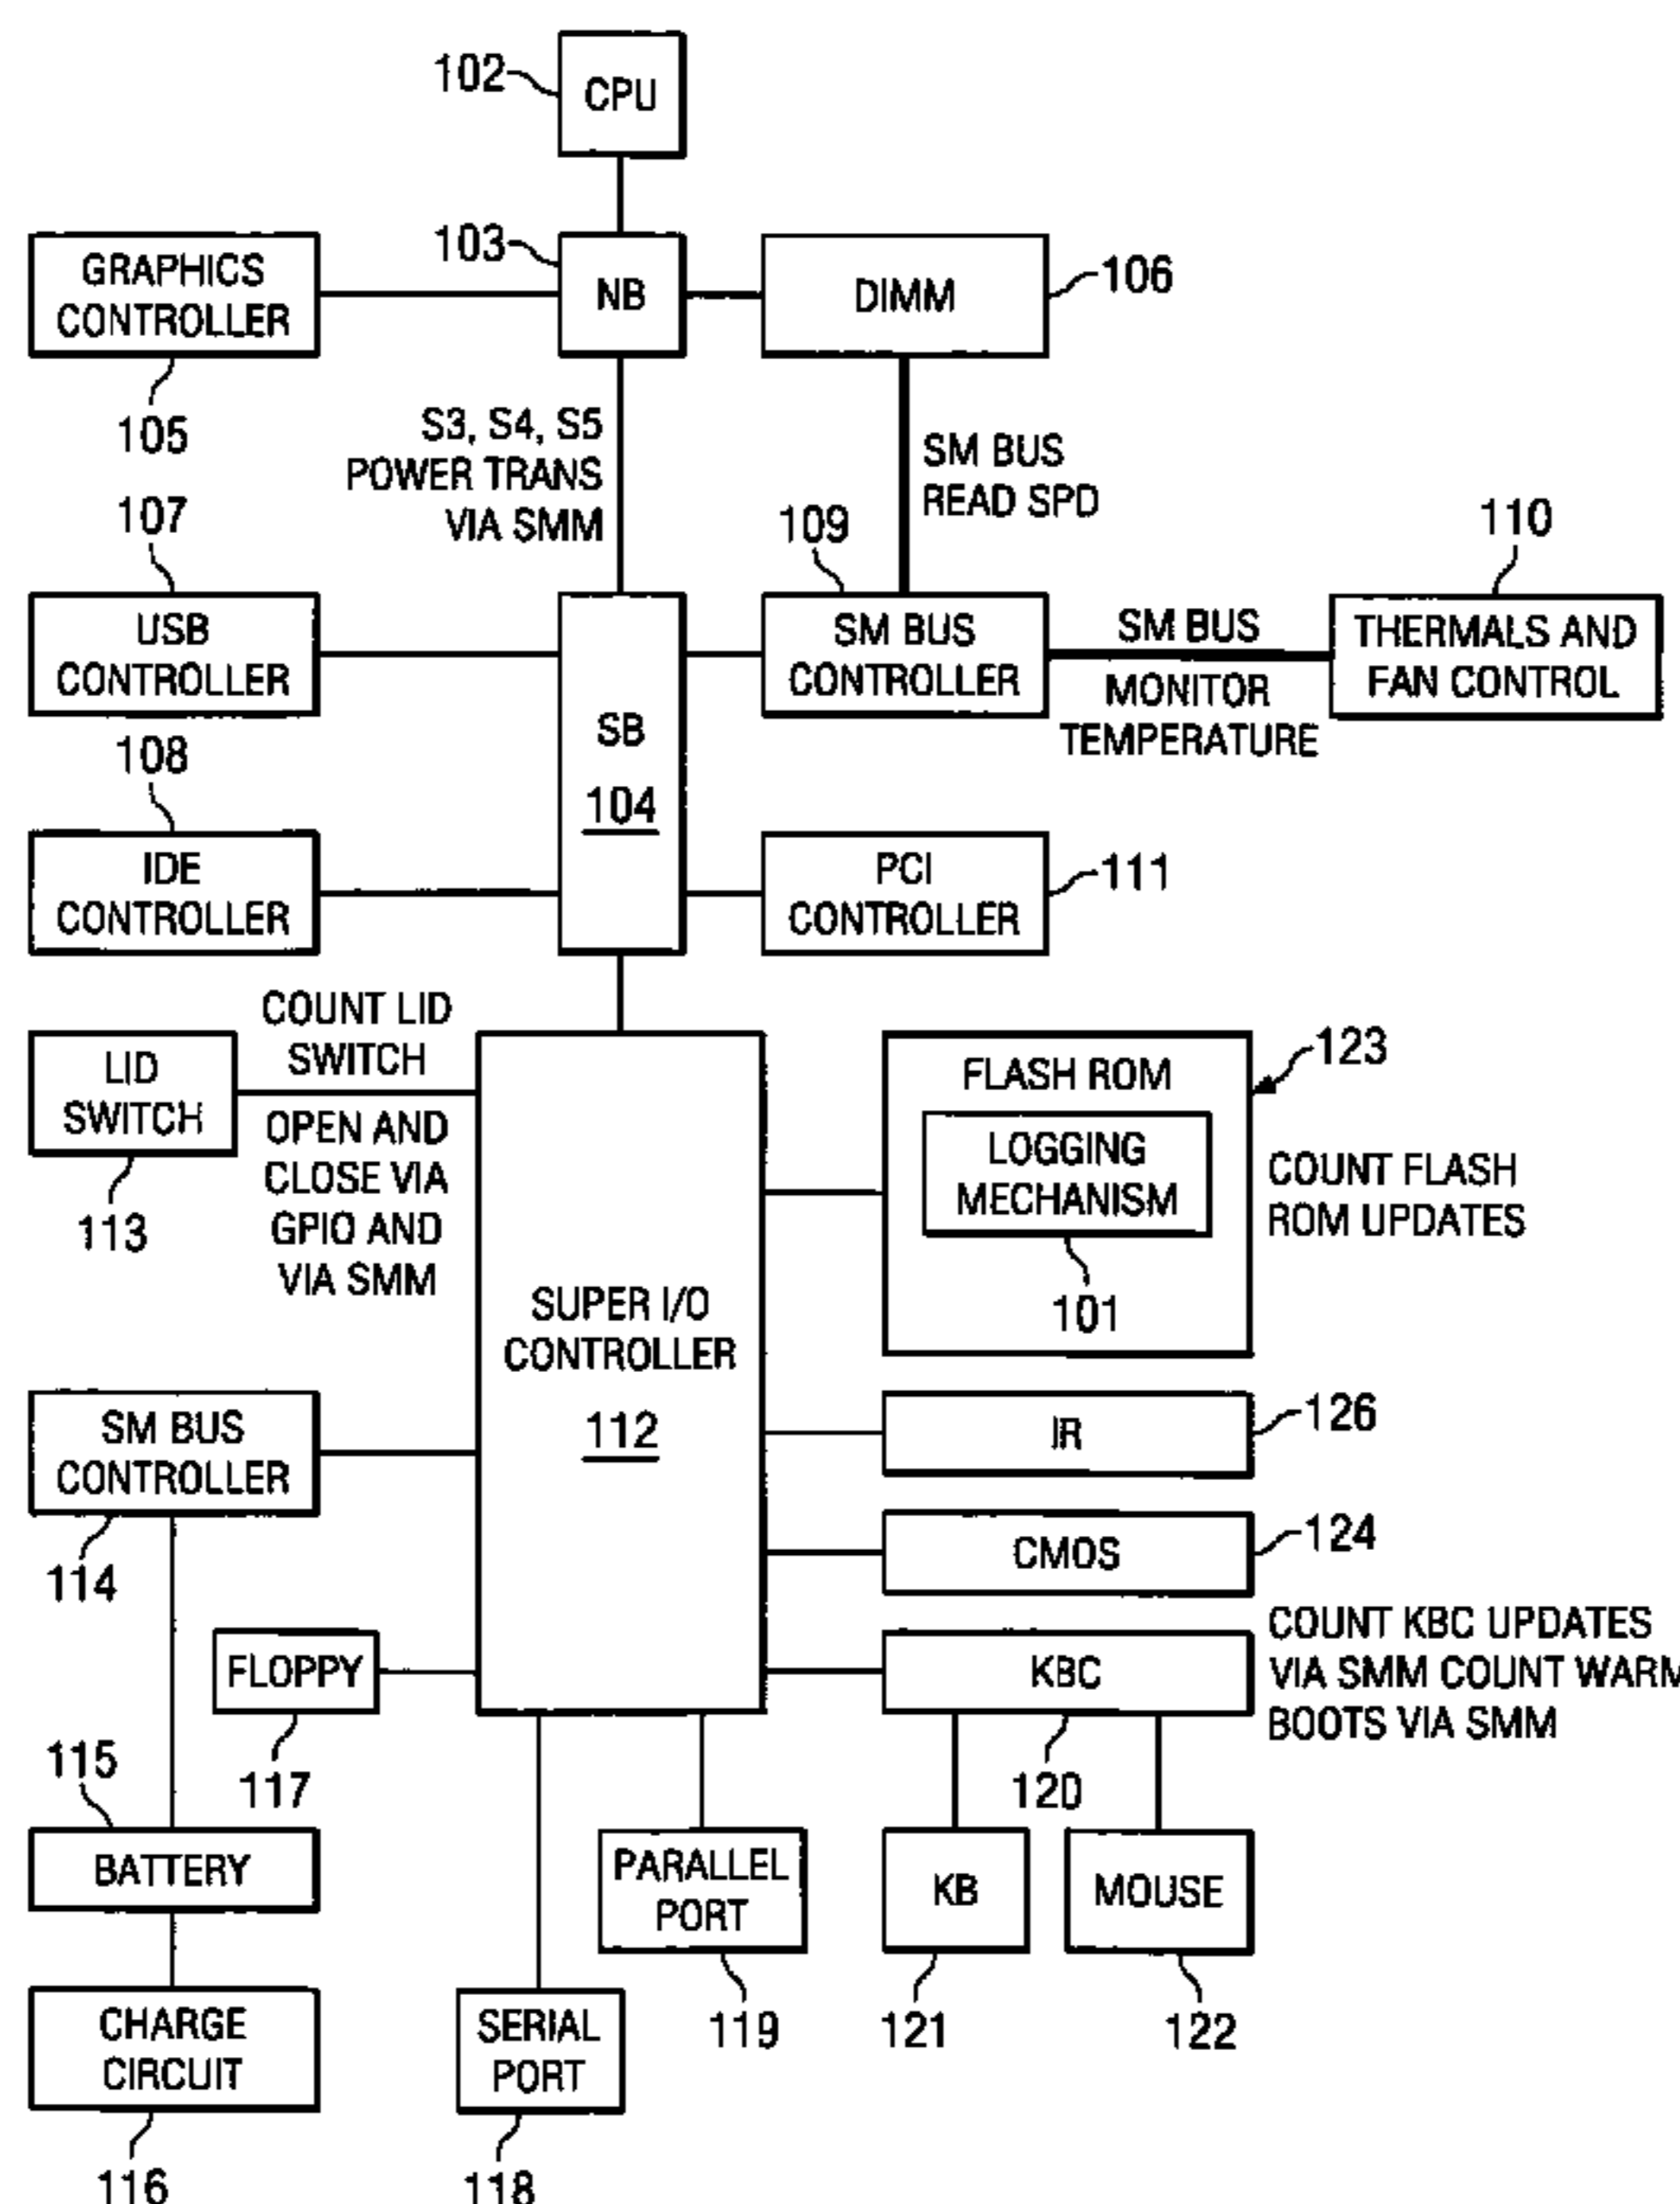 102
CPU
103
GRAPHICS
CONTROLLER
NB
DIMM
106
105
S3, S4, S5
POWER TRANS
VIA SMM
SM BUS
READ SPD
107
109
110
USB
CONTROLLER
SM BUS
CONTROLLER
SM BUS
MONITOR
TEMPERATURE
THERMALS AND
FAN CONTROL
SB
104
108
IDE
CONTROLLER
PCI
CONTROLLER
111
LID
SWITCH
113
COUNT LID
SWITCH
OPEN AND
CLOSE VIA
GPIO AND
VIA SMM
FLASH ROM
LOGGING
MECHANISM
101
123
COUNT FLASH
ROM UPDATES
SUPER I/O
CONTROLLER
112
SM BUS
CONTROLLER
114
IR
126
CMOS
124
FLOPPY
117
KBC
120
COUNT KBC UPDATES
VIA SMM COUNT WARM
BOOTS VIA SMM
115
BATTERY
PARALLEL
PORT
119
KB
121
MOUSE
122
CHARGE
CIRCUIT
116
SERIAL
PORT
118